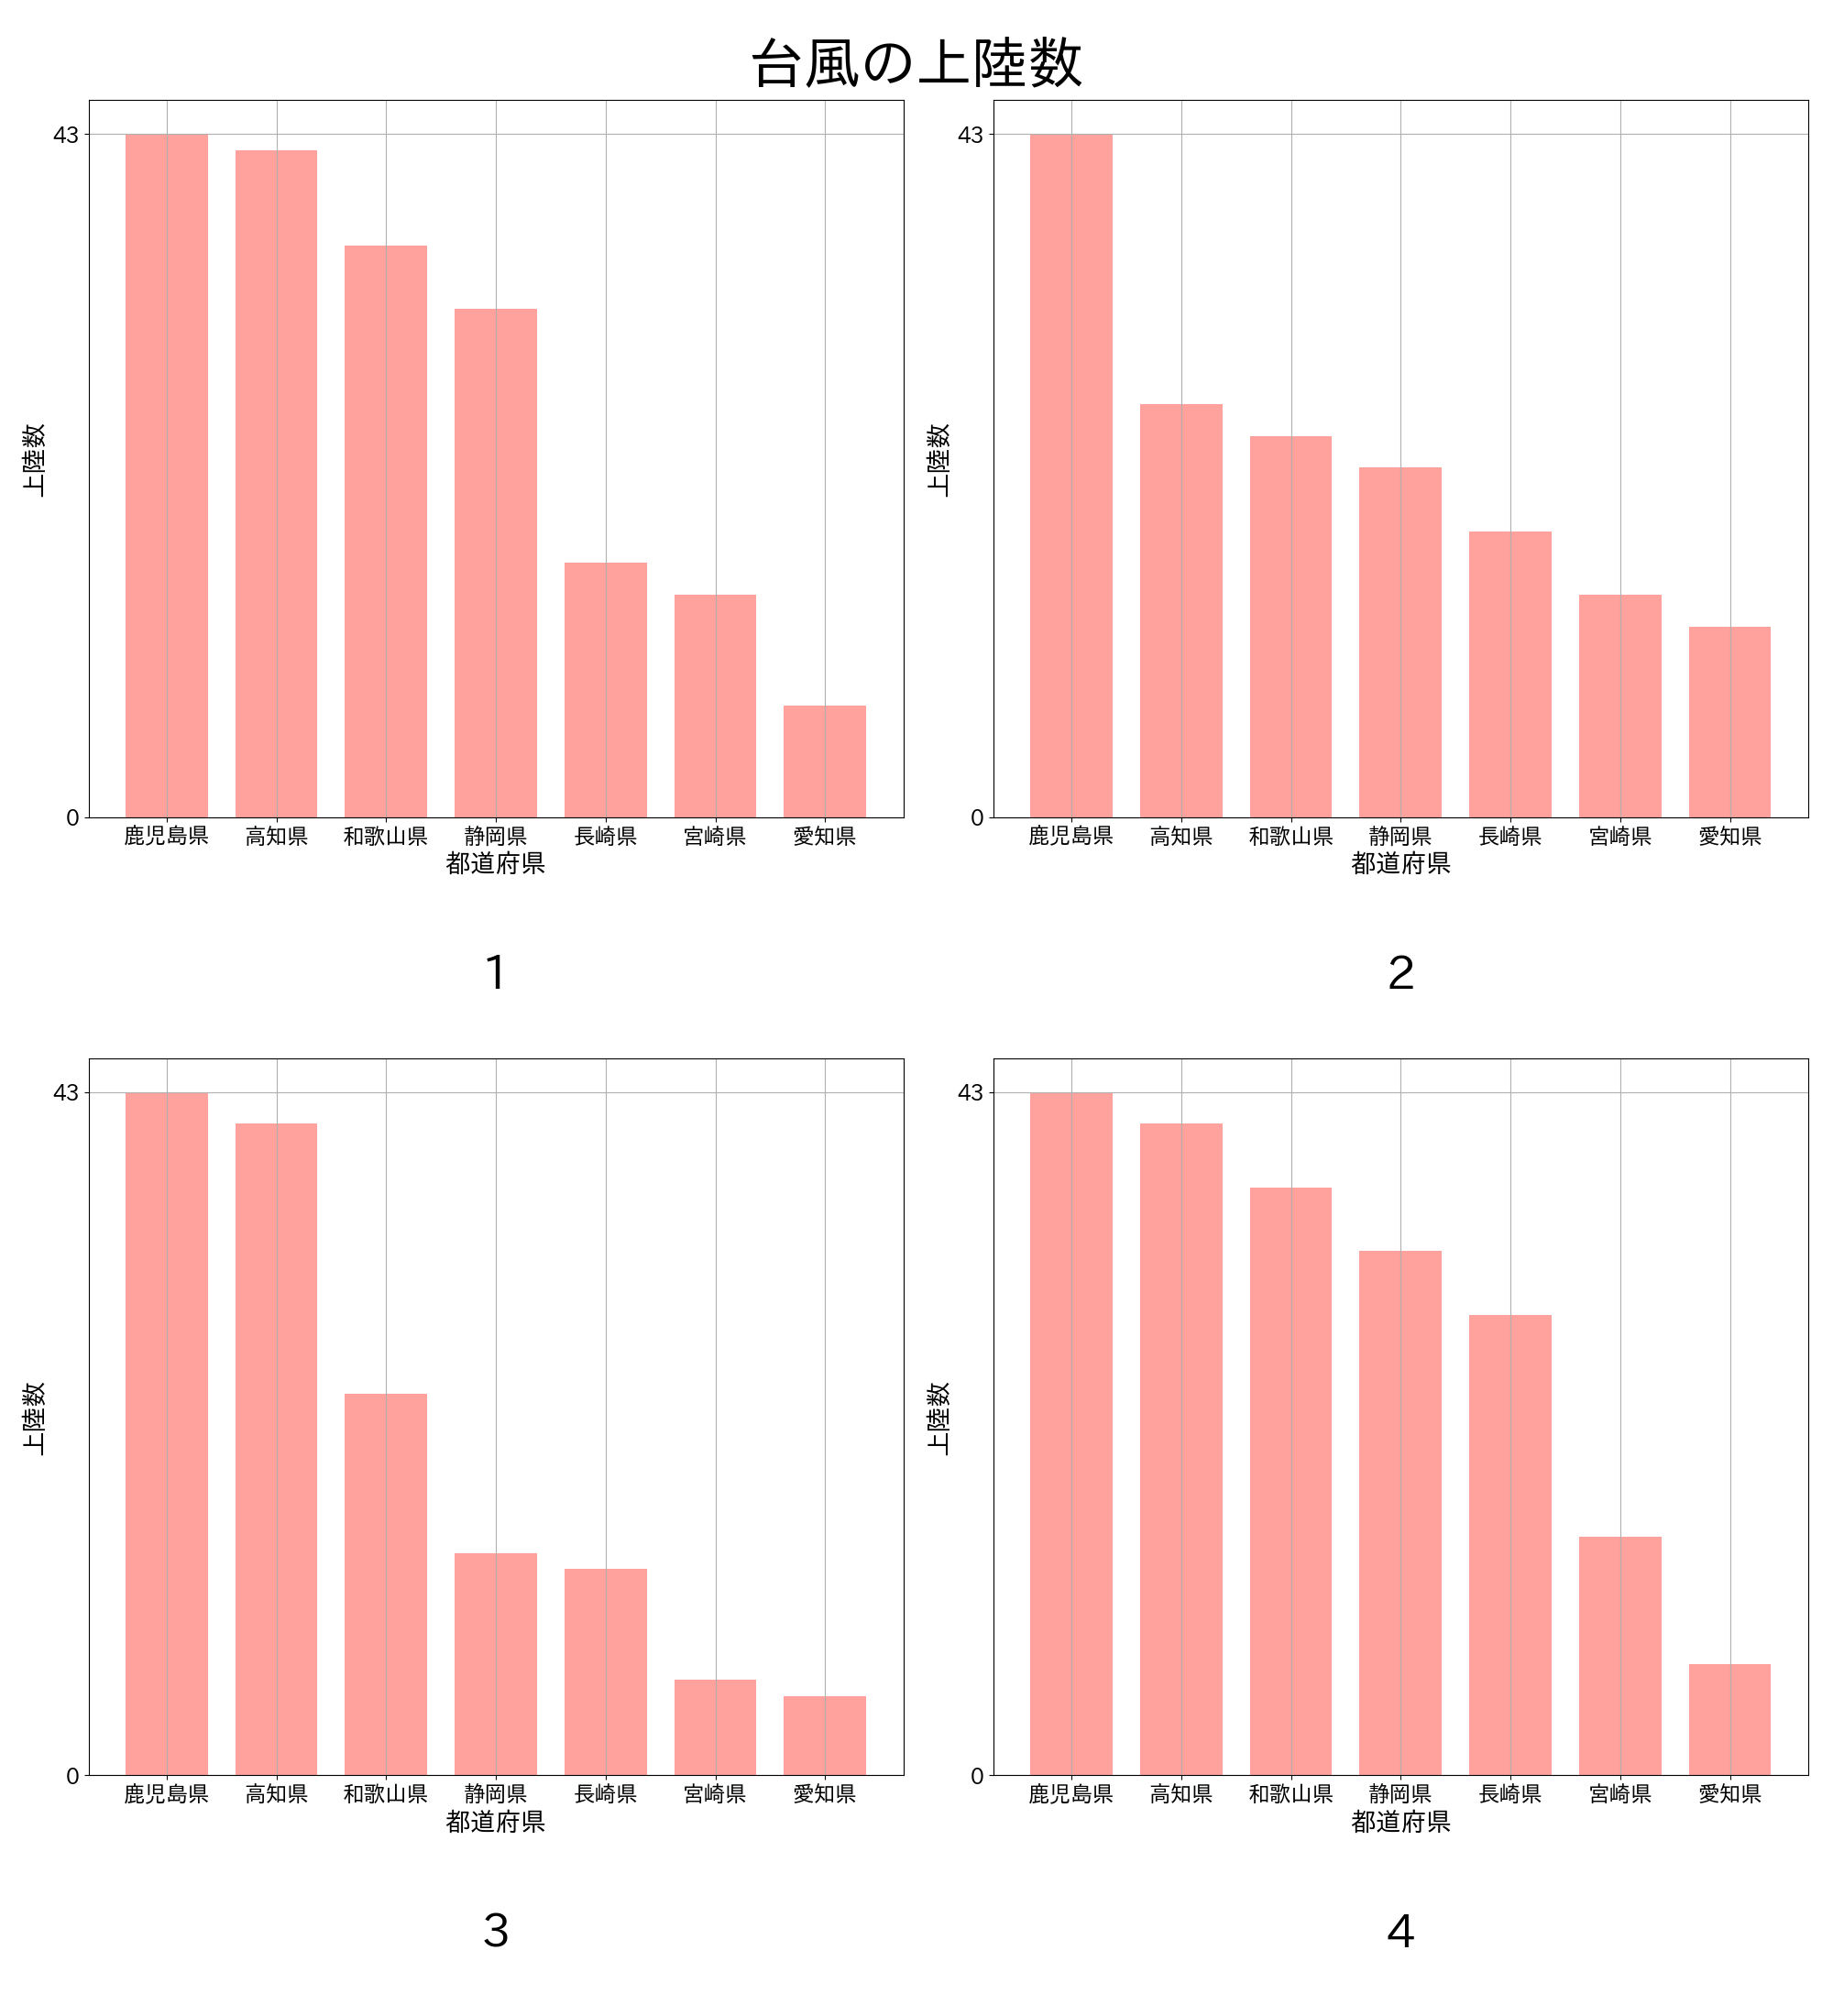 台風の上陸数
43
上陸数
0
鹿児島県 高知県 和歌山県 静岡県 長崎県 宮崎県 愛知県
都道府県
1
43
上陸数
0
鹿児島県 高知県 和歌山県 静岡県 長崎県 宮崎県 愛知県
都道府県
2
43
上陸数
0
鹿児島県 高知県 和歌山県 静岡県 長崎県 宮崎県 愛知県
都道府県
3
43
上陸数
0
鹿児島県 高知県 和歌山県 静岡県 長崎県 宮崎県 愛知県
都道府県
4